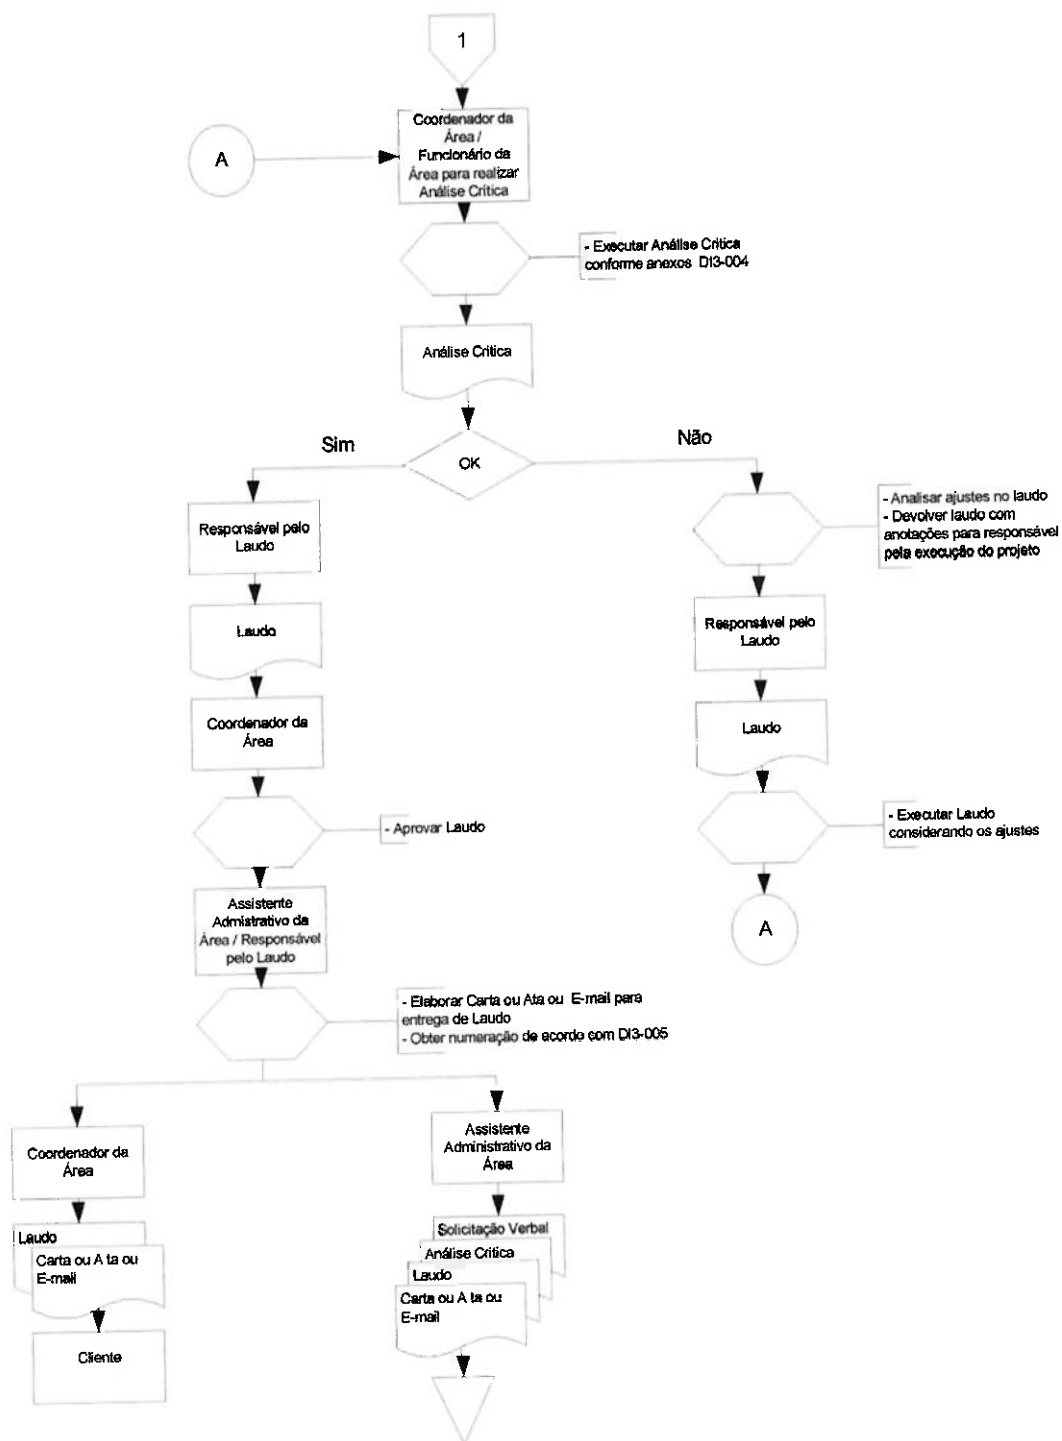 1
Coordenador da
Área /
Funcionário da
Área para realizar
Análise Crítica
A
- Executar Análise Crítica
conforme anexos DI3-004
Análise Crítica
OK
Sim
Não
Responsável pelo
Laudo
Laudo
Coordenador da
Área
- Aprovar Laudo
Assistente
Admistrativo da
Área / Responsável
pelo Laudo
- Elaborar Carta ou Ata ou E-mail para
entrega de Laudo
- Obter numeração de acordo com DI3-005
- Analisar ajustes no laudo
- Devolver laudo com
anotações para responsável
pela execução do projeto
Responsável pelo
Laudo
Laudo
- Executar Laudo
considerando os ajustes
A
Coordenador da
Área
Laudo
Carta ou A ta ou
E-mail
Cliente
Assistente
Administrativo da
Área
Solicitação Verbal
Análise Crítica
Laudo
Carta ou A ta ou
E-mail